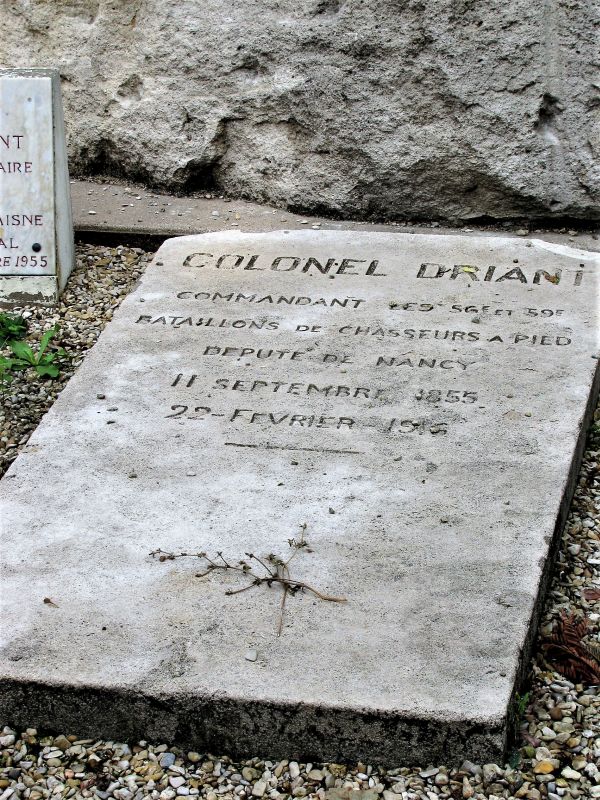 NT
AIRE
AISNE
AL
RE 1955
COLONEL DRIANT
COMMANDANT LES 56E ET 59E
BATAILLONS DE CHASSEURS A PIED
DEPUTE DE NANCY
11 SEPTEMBRE 1855
22-FEVRIER 1916